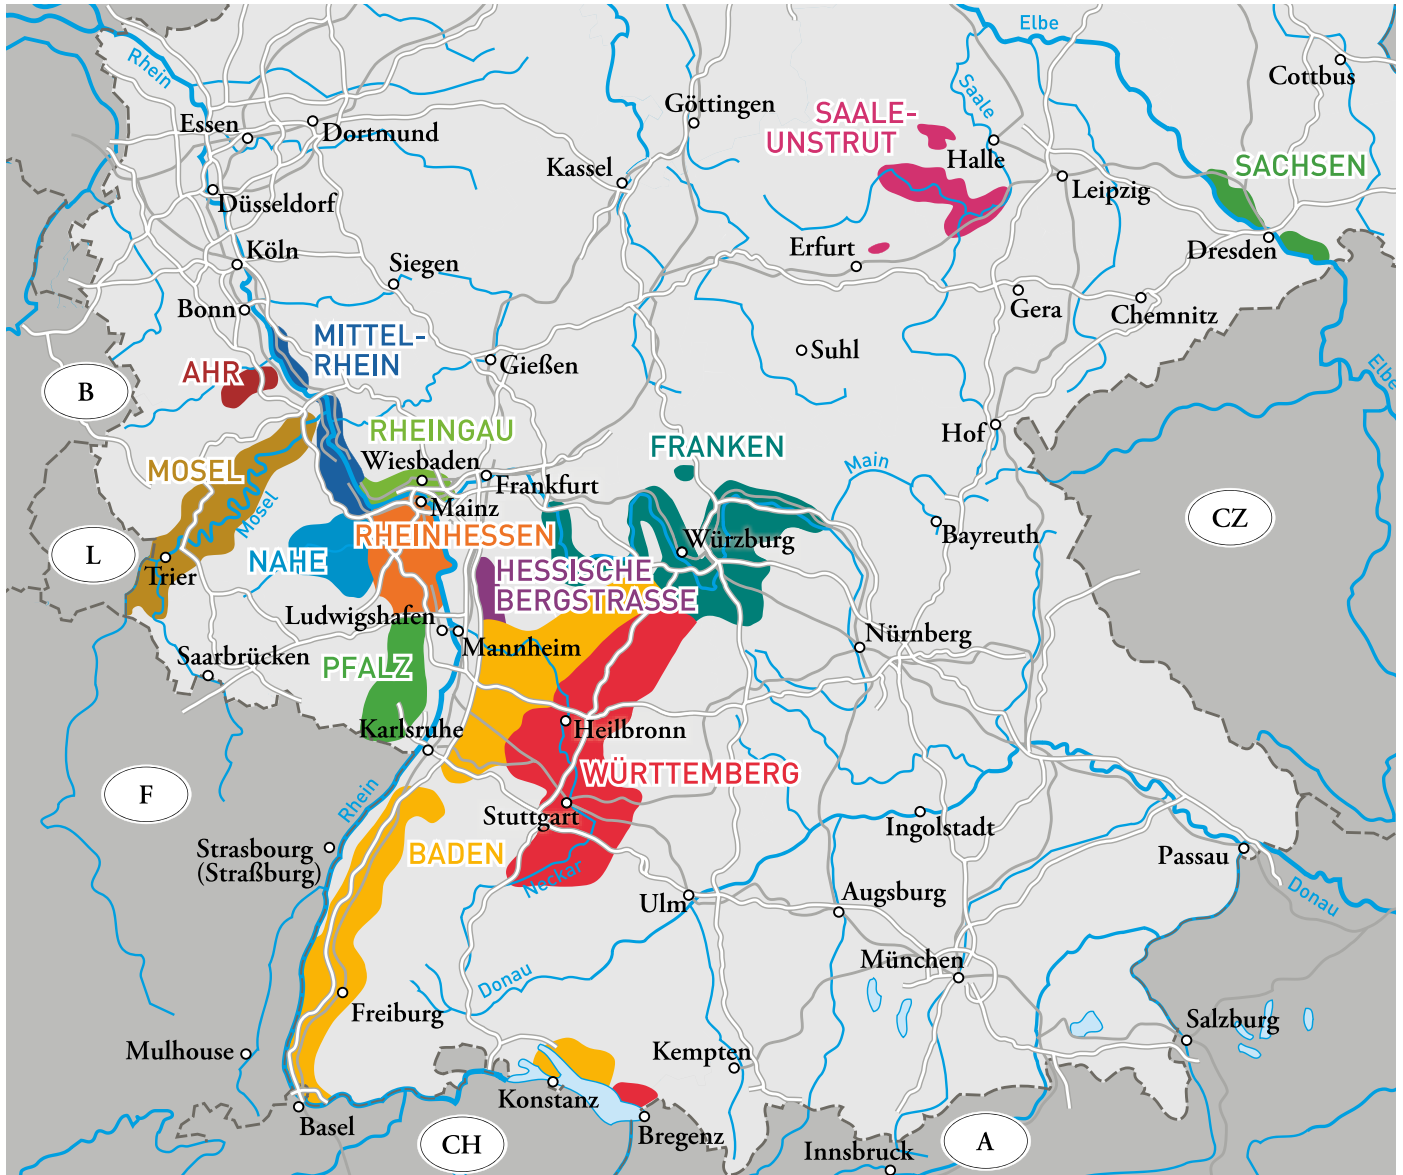 Elbe
Rhein
Cottbus
Saale
Göttingen
SAALE-
UNSTRUT
Essen
Dortmund
Halle
Kassel
SACHSEN
Leipzig
Düsseldorf
Köln
Erfurt
Dresden
Siegen
Bonn
Gera
Chemnitz
MITTEL-
RHEIN
Suhl
Gießen
AHR
Elbe
B
RHEINGAU
Hof
FRANKEN
Wiesbaden
Main
MOSEL
Frankfurt
Mosel
Mainz
CZ
RHEINHESSEN
Würzburg
Bayreuth
L
NAHE
Trier
HESSISCHE
BERGSTRASSE
Ludwigshafen
Mannheim
Nürnberg
Saarbrücken
PFALZ
Karlsruhe
Heilbronn
WÜRTTEMBERG
F
Rhein
Stuttgart
Ingolstadt
Strasbourg
(Straßburg)
BADEN
Passau
Neckar
Ulm
Augsburg
Donau
München
Donau
Freiburg
Salzburg
Mulhouse
Kempten
Konstanz
Basel
Bregenz
CH
A
Innsbruck